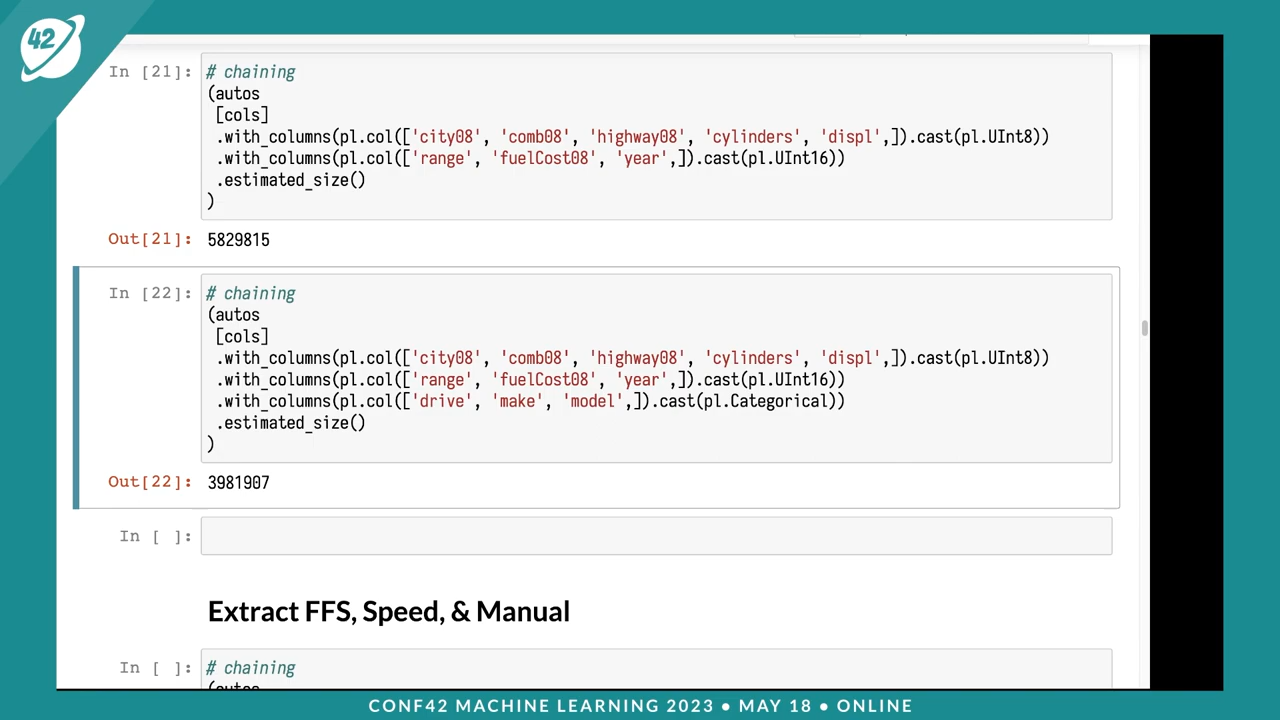 42
In [21]:
# chaining
(autos
[cols]
.with_columns(pl.col(['city08', 'comb08', 'highway08', 'cylinders', 'displ',]).cast(pl.UInt8))
.with_columns(pl.col(['range', 'fuelCost08', 'year',]).cast(pl.UInt16))
.estimated_size()
)
Out[21]: 5829815
In [22]:
# chaining
(autos
[cols]
.with_columns(pl.col(['city08', 'comb08', 'highway08', 'cylinders', 'displ',]).cast(pl.UInt8))
.with_columns(pl.col(['range', 'fuelCost08', 'year',]).cast(pl.UInt16))
.with_columns(pl.col(['drive', 'make', 'model',]).cast(pl.Categorical))
.estimated_size()
)
Out[22]: 3981907
In [ ]:
Extract FFS, Speed, & Manual
In [ ]:
# chaining
(autos
CONF42 MACHINE LEARNING 2023 ● MAY 18 ● ONLINE